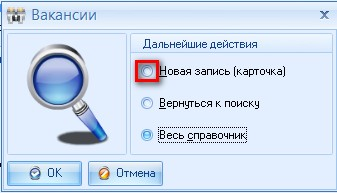 Вакансии
Дальнейшие действия
Новая запись (карточка)
Вернуться к поиску
Весь справочник
OK
Отмена